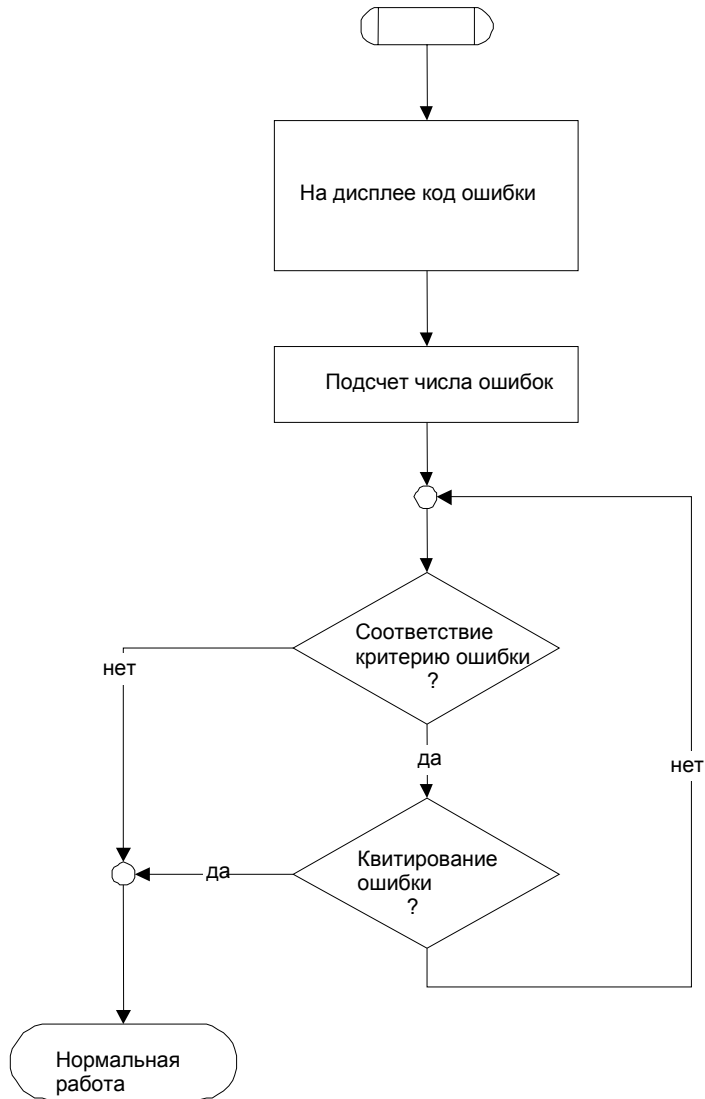 На дисплее код ошибки
Подсчет числа ошибок
Соответствие
критерию ошибки
?
нет
да
нет
Квитирование
ошибки
?
да
Нормальная
работа